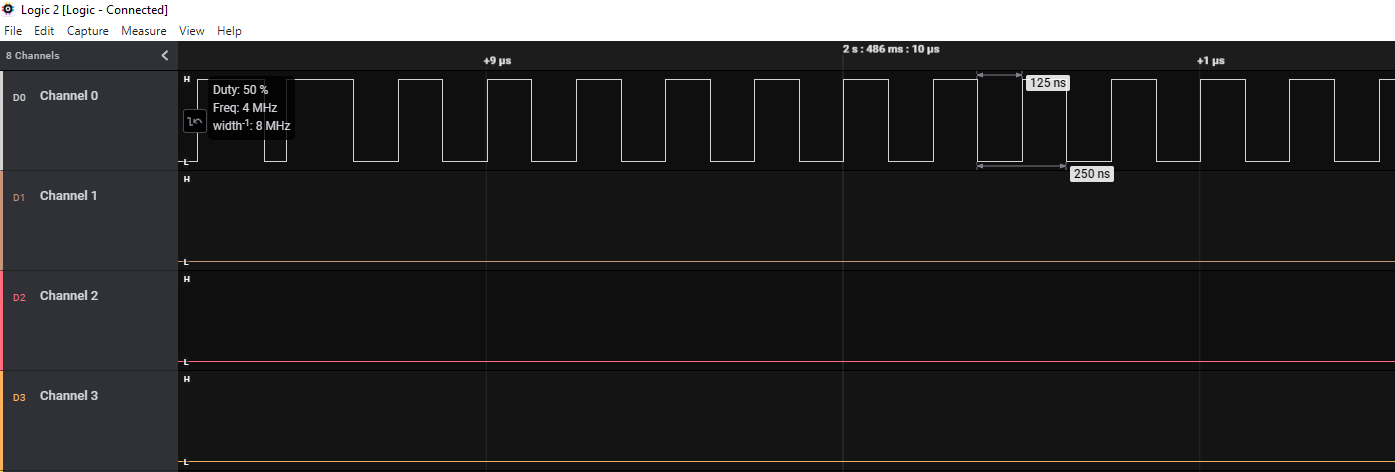 Logic 2 [Logic - Connected]
File Edit Capture Measure View Help
8 Channels
2 s : 486 ms : 10 µs
+9 µs
+1 µs
D0 Channel 0
H
L
Duty: 50 %
Freq: 4 MHz
width-1: 8 MHz
125 ns
250 ns
D1 Channel 1
H
L
D2 Channel 2
H
L
D3 Channel 3
H
L